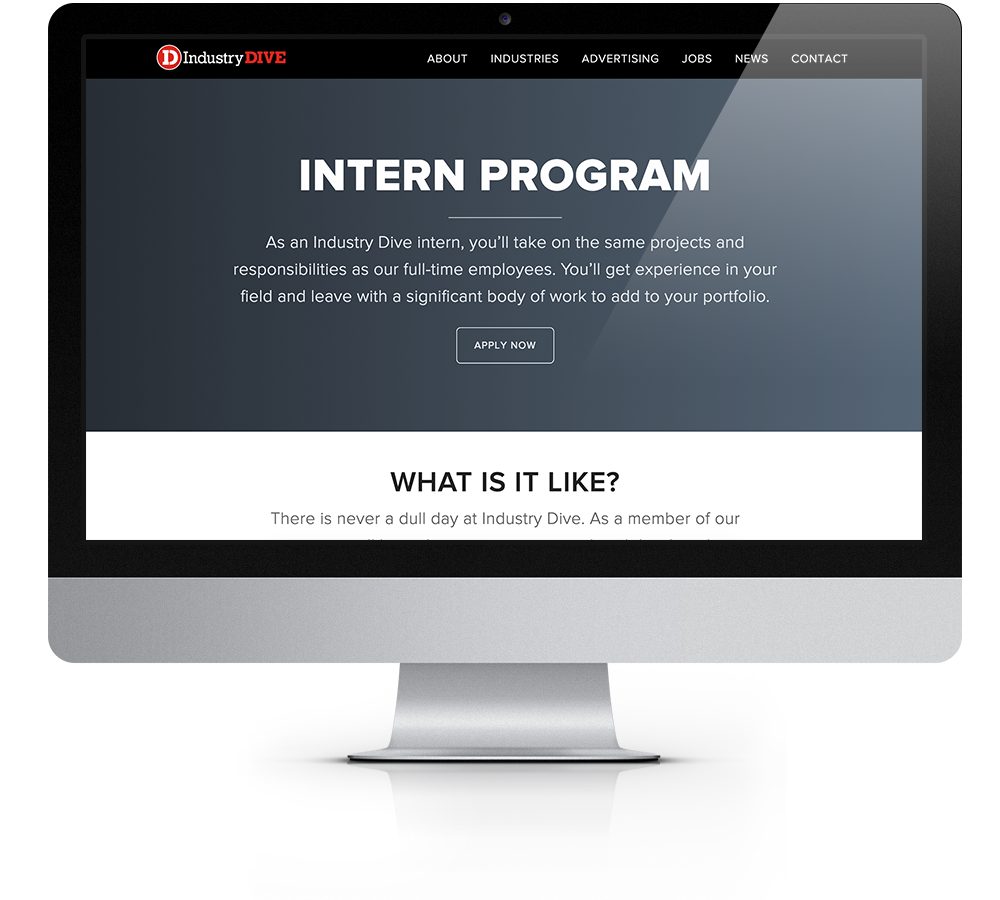 D IndustryDIVE ABOUT INDUSTRIES ADVERTISING JOBS NEWS CONTACT
INTERN PROGRAM
As an Industry Dive intern, you’ll take on the same projects and
responsibilities as our full-time employees. You’ll get experience in your
field and leave with a significant body of work to add to your portfolio.
APPLY NOW
WHAT IS IT LIKE?
There is never a dull day at Industry Dive. As a member of our